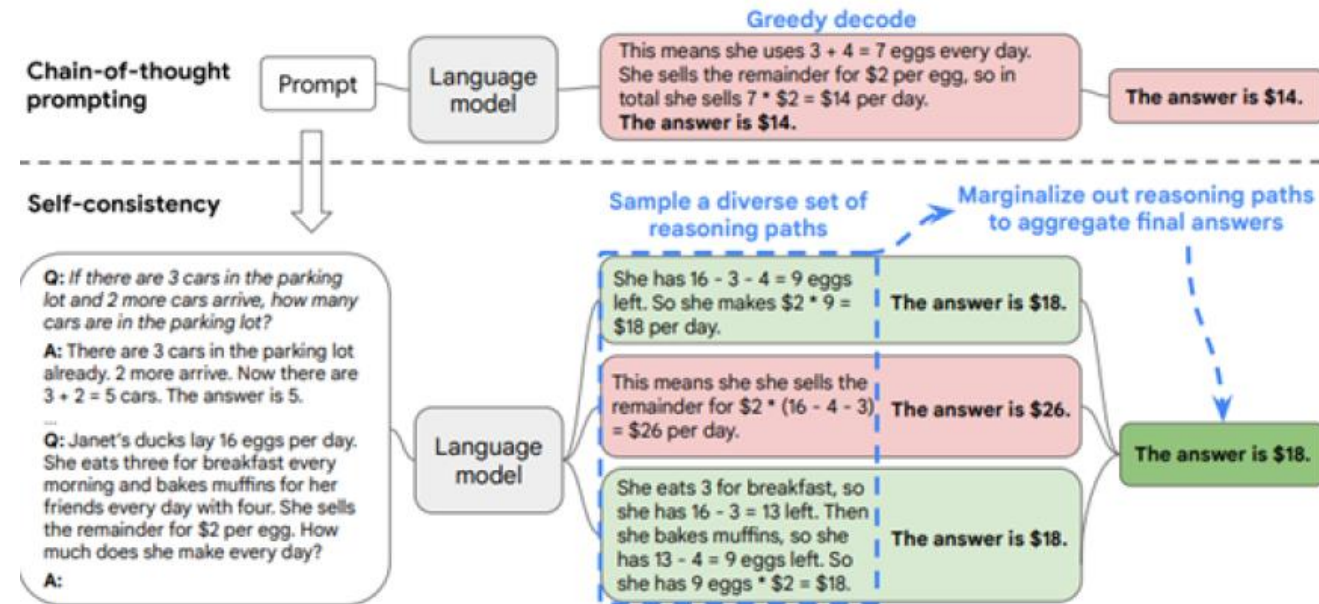 Greedy decode
Chain-of-thought
prompting
Prompt
Language
model
This means she uses 3 + 4 = 7 eggs every day.
She sells the remainder for $2 per egg, so in
total she sells 7 * $2 = $14 per day.
The answer is $14.
The answer is $14.
Self-consistency
Sample a diverse set of
reasoning paths
Marginalize out reasoning paths
to aggregate final answers
Q: If there are 3 cars in the parking
lot and 2 more cars arrive, how many
cars are in the parking lot?
A: There are 3 cars in the parking lot
already. 2 more arrive. Now there are
3 + 2 = 5 cars. The answer is 5.
...
Q: Janet's ducks lay 16 eggs per day.
She eats three for breakfast every
morning and bakes muffins for her
friends every day with four. She sells
the remainder for $2 per egg. How
much does she make every day?
A:
Language
model
She has 16 - 3 - 4 = 9 eggs
left. So she makes $2 * 9 =
$18 per day.
The answer is $18.
This means she she sells the
remainder for $2 * (16 - 4 - 3)
= $26 per day.
The answer is $26.
She eats 3 for breakfast, so
she has 16 - 3 = 13 left. Then
she bakes muffins, so she
has 13 - 4 = 9 eggs left. So
she has 9 eggs * $2 = $18.
The answer is $18.
The answer is $18.